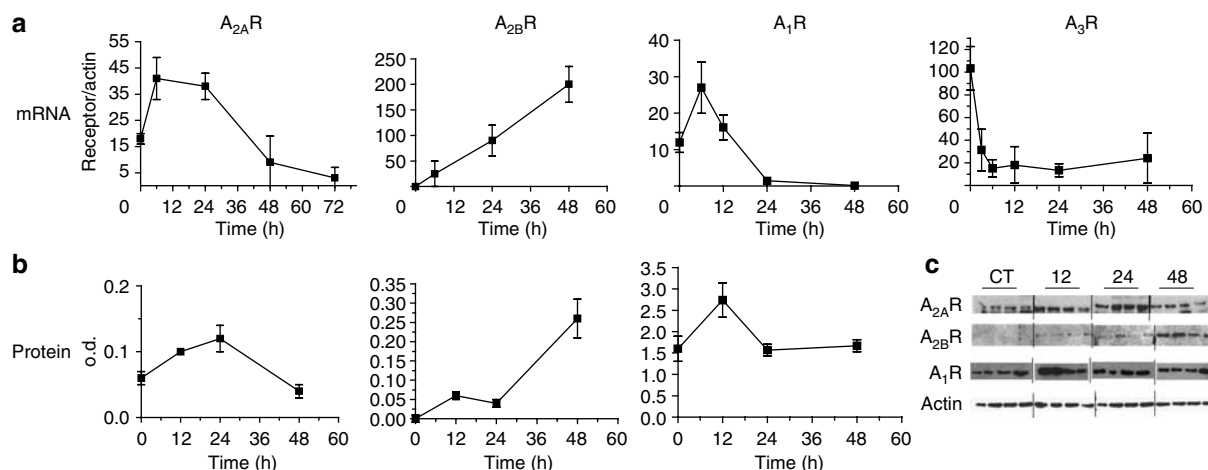 a
A2AR
A2BR
A1R
A3R
mRNA
Receptor/actin
55
45
35
25
15
5
0
12 24 36 48 60 72
Time (h)
250
200
150
100
50
0
12 24 36 48 60
Time (h)
40
30
20
10
0
12 24 36 48 60
Time (h)
120
100
80
60
40
20
0
12 24 36 48 60
Time (h)
b
Protein
o.d.
0.2
0.1
0.0
0 12 24 36 48 60
Time (h)
0.35
0.30
0.25
0.20
0.15
0.10
0.05
0.00
0 12 24 36 48 60
Time (h)
3.5
3.0
2.5
2.0
1.5
1.0
0.5
0.0
0 12 24 36 48 60
Time (h)
c
CT 12 24 48
A2AR
A2BR
A1R
Actin